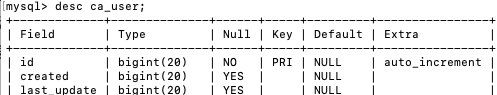 mysql> desc ca_user;
+-------------+------------+------+-----+---------+----------------+
| Field | Type | Null | Key | Default | Extra |
+-------------+------------+------+-----+---------+----------------+
| id | bigint(20) | NO | PRI | NULL | auto_increment |
| created | bigint(20) | YES | | NULL | |
| last_update | bigint(20) | YES | | NULL | |